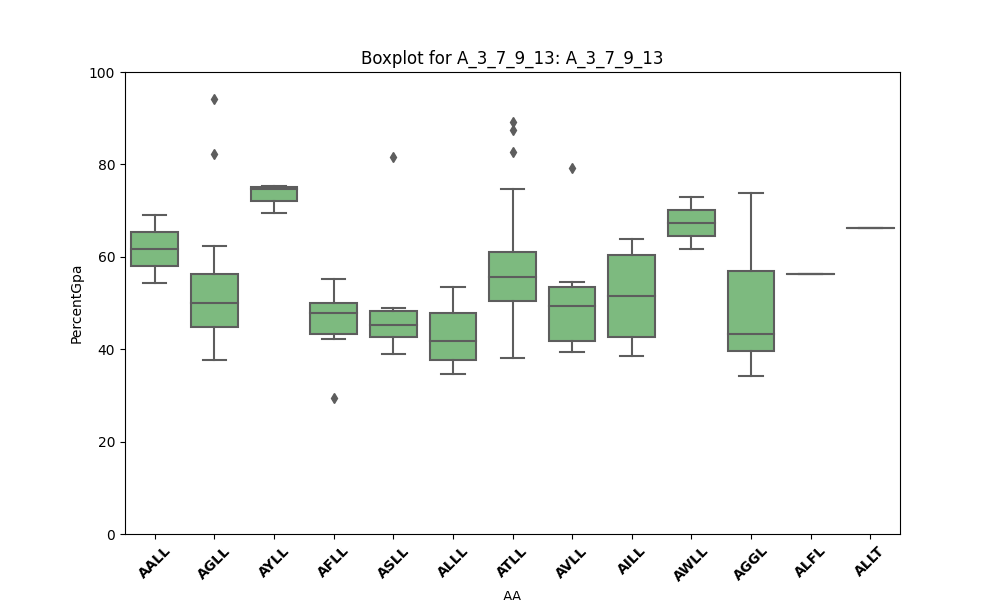 Boxplot for A_3_7_9_13: A_3_7_9_13
PercentGpa
100
80
60
40
20
0
AALL AGLL AYLL AFLL ASLL ALLL ATLL AVLL AILL AWLL AGGL ALFL ALLT
AA